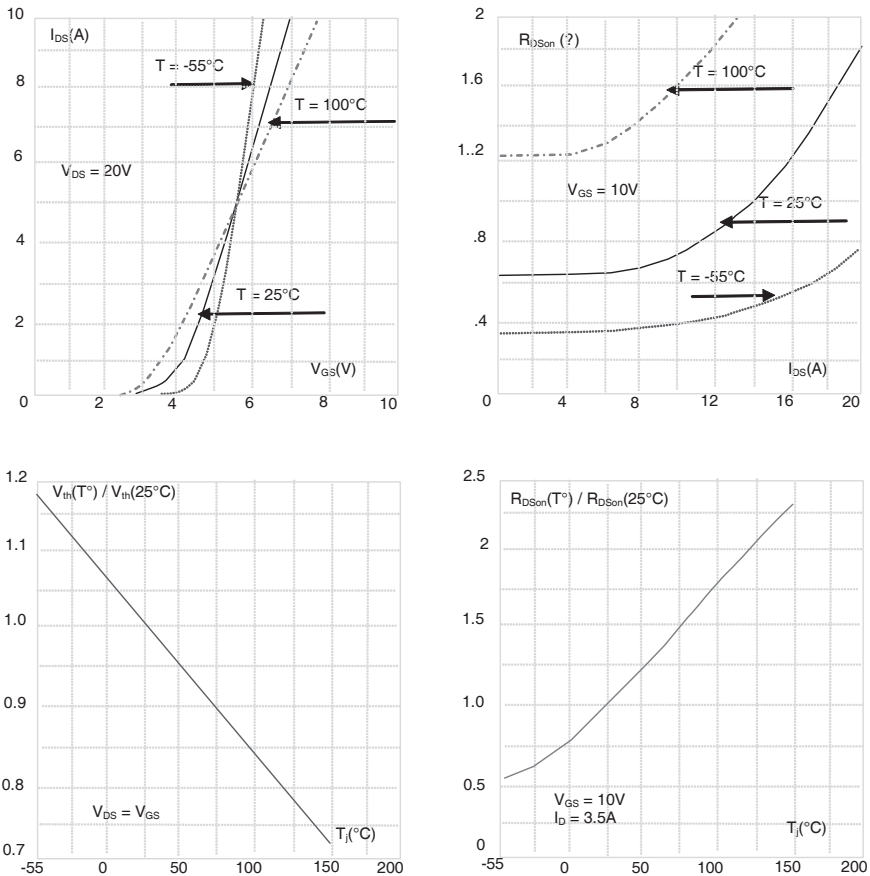 10
I_DS(A)
T = -55°C
8
T = 100°C
6
V_DS = 20V
4
T = 25°C
2
V_GS(V)
0 2 4 6 8 10
2
R_DSon (?)
1.6
T = 100°C
1..2
V_GS = 10V
T = 25°C
.8
T = -55°C
.4
I_DS(A)
0 4 8 12 16 20
1.2
V_th(T°) / V_th(25°C)
1.1
1.0
0.9
0.8
V_DS = V_GS
T_j(°C)
0.7
-55 0 50 100 150 200
2.5
R_DSon(T°) / R_DSon(25°C)
2
1.5
1.0
0.5
V_GS = 10V
I_D = 3.5A
T_j(°C)
0
-55 0 50 100 150 200